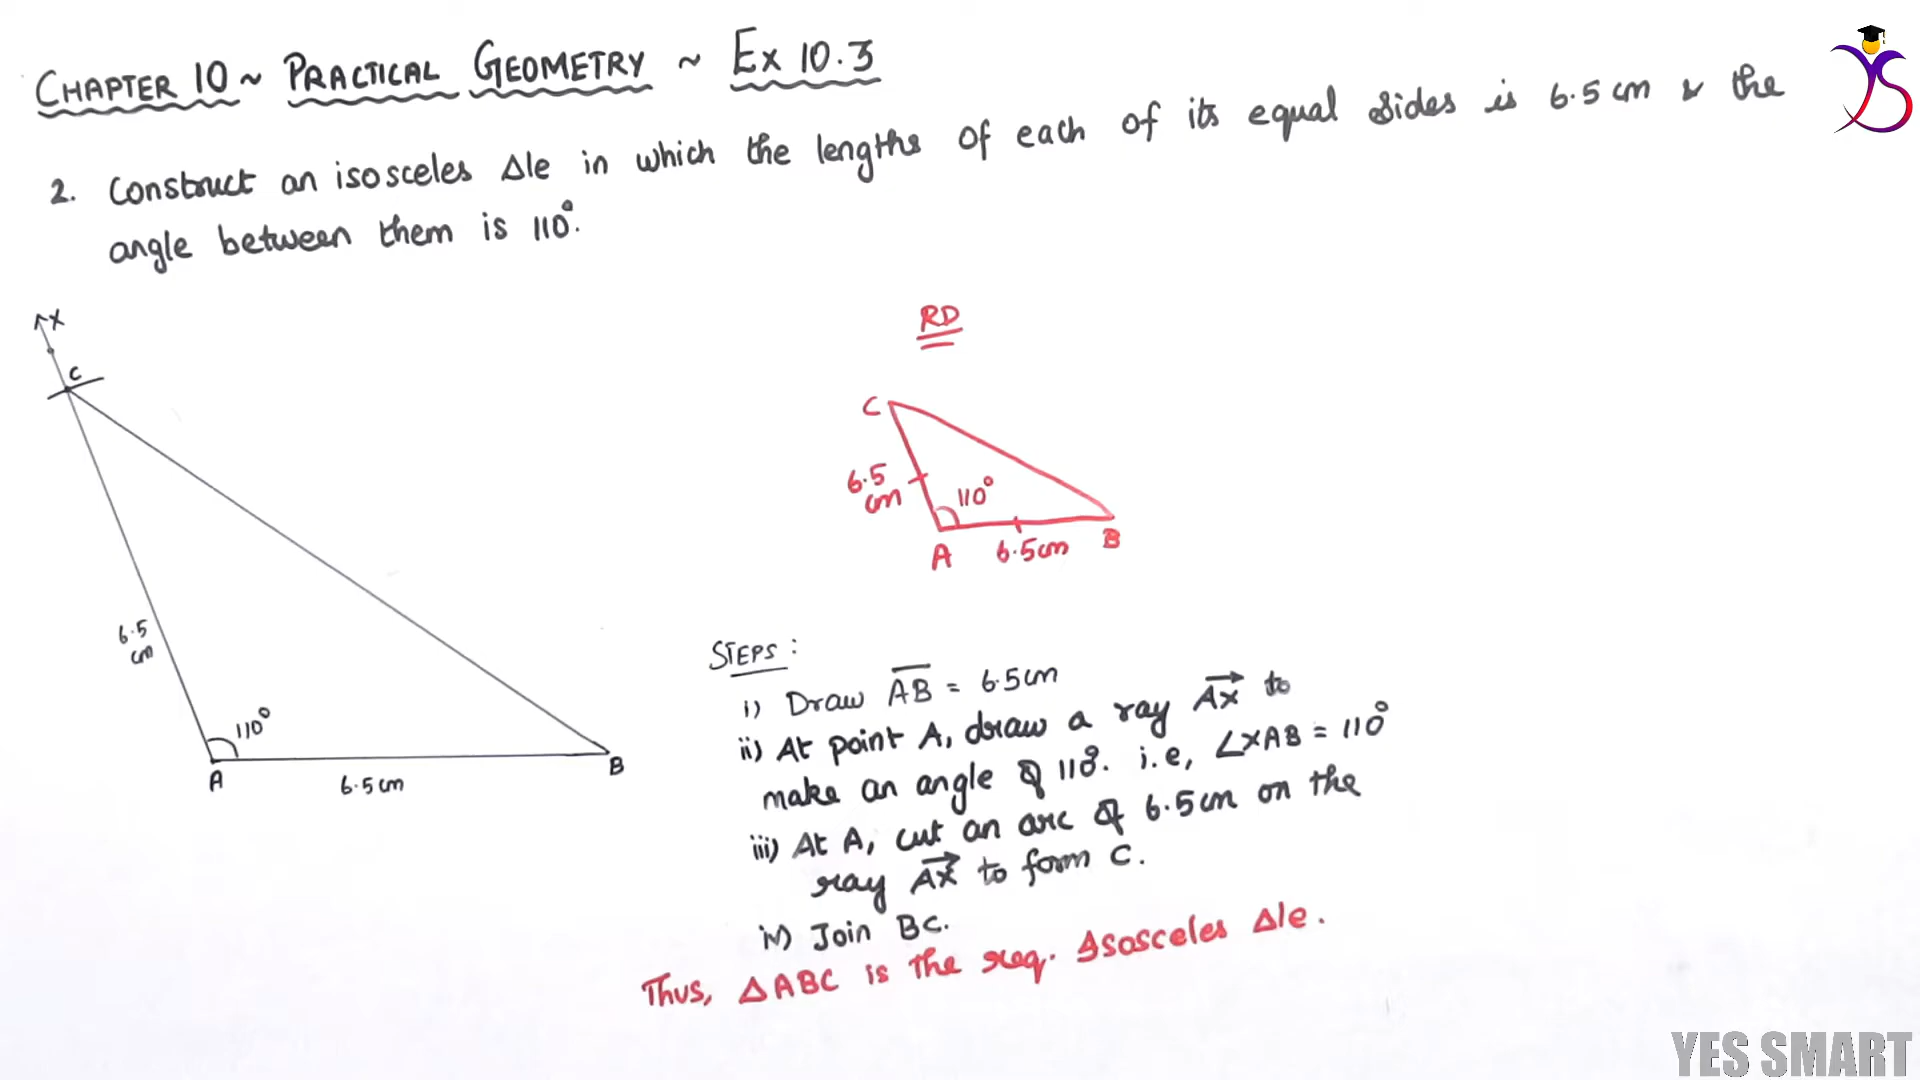 CHAPTER 10 ~ PRACTICAL GEOMETRY ~ EX 10.3
2. Construct an isosceles Δle in which the lengths of each of its equal sides is 6.5 cm & the
angle between them is 110°.
X
C
6.5
cm
110°
A
6.5cm
B
RD
C
6.5
cm
110°
A
6.5cm
B
STEPS :
i) Draw A̅B̅ = 6.5cm
ii) At point A, draw a ray AX⃗ to
make an angle of 110°. i.e, ∠XAB = 110°
iii) At A, cut an arc of 6.5cm on the
ray AX⃗ to form C.
iv) Join BC.
Thus, ΔABC is the req. Isosceles Δle.
YES SMART